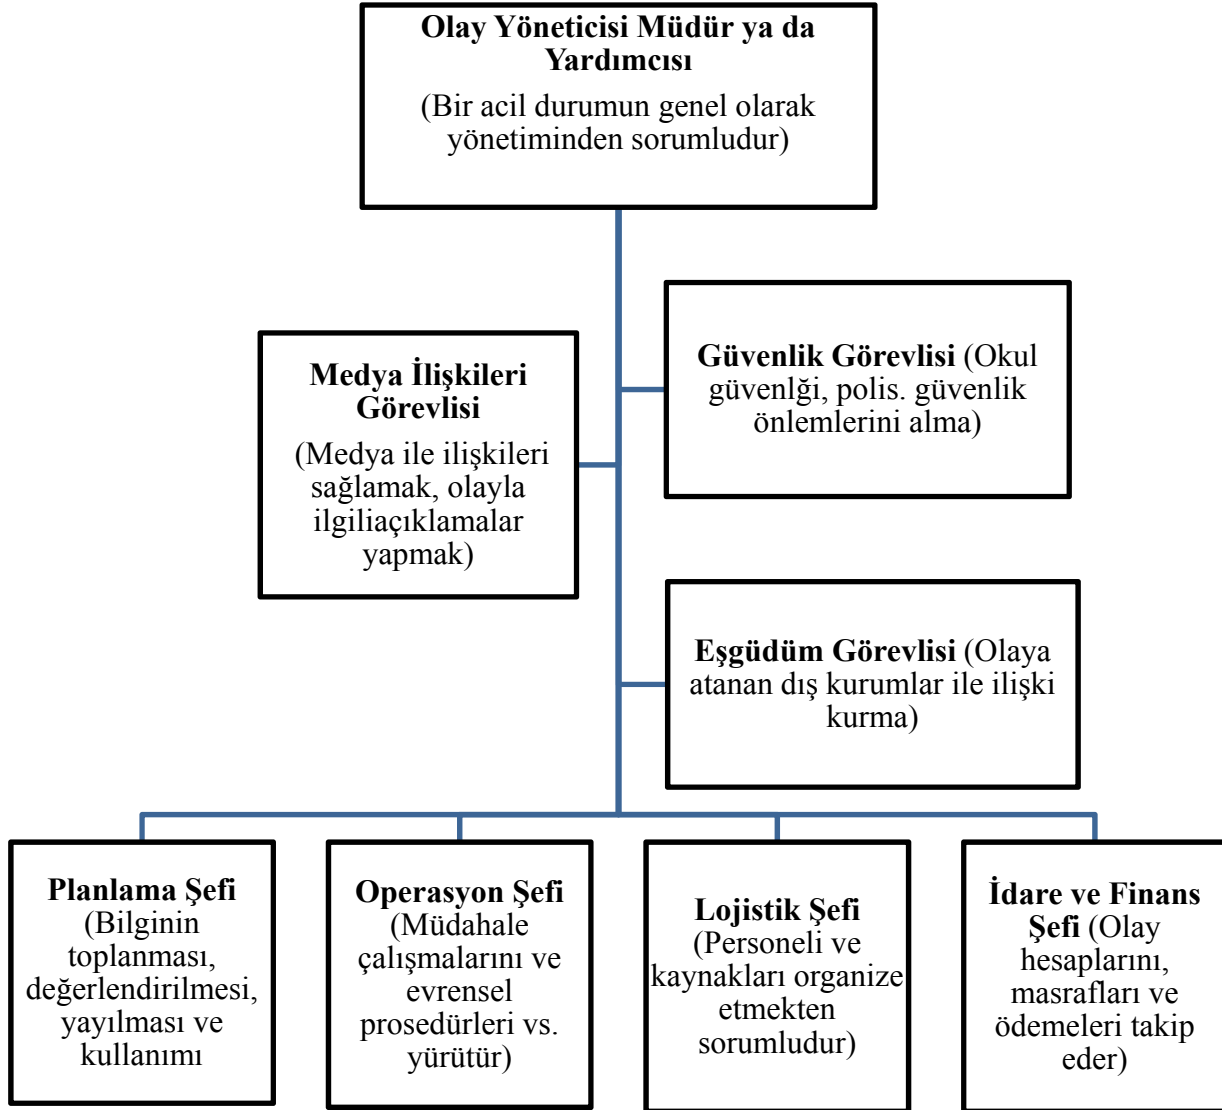 Olay Yöneticisi Müdür ya da
Yardımcısı
(Bir acil durumun genel olarak
yönetiminden sorumludur)
Medya İlişkileri
Görevlisi
(Medya ile ilişkileri
sağlamak, olayla
ilgiliaçıklamalar
yapmak)
Güvenlik Görevlisi (Okul
güvenlği, polis. güvenlik
önlemlerini alma)
Eşgüdüm Görevlisi (Olaya
atanan dış kurumlar ile ilişki
kurma)
Planlama Şefi
(Bilginin
toplanması,
değerlendirilmesi,
yayılması ve
kullanımı
Operasyon Şefi
(Müdahale
çalışmalarını ve
evrensel
prosedürleri vs.
yürütür)
Lojistik Şefi
(Personeli ve
kaynakları organize
etmekten
sorumludur)
İdare ve Finans
Şefi (Olay
hesaplarını,
masrafları ve
ödemeleri takip
eder)